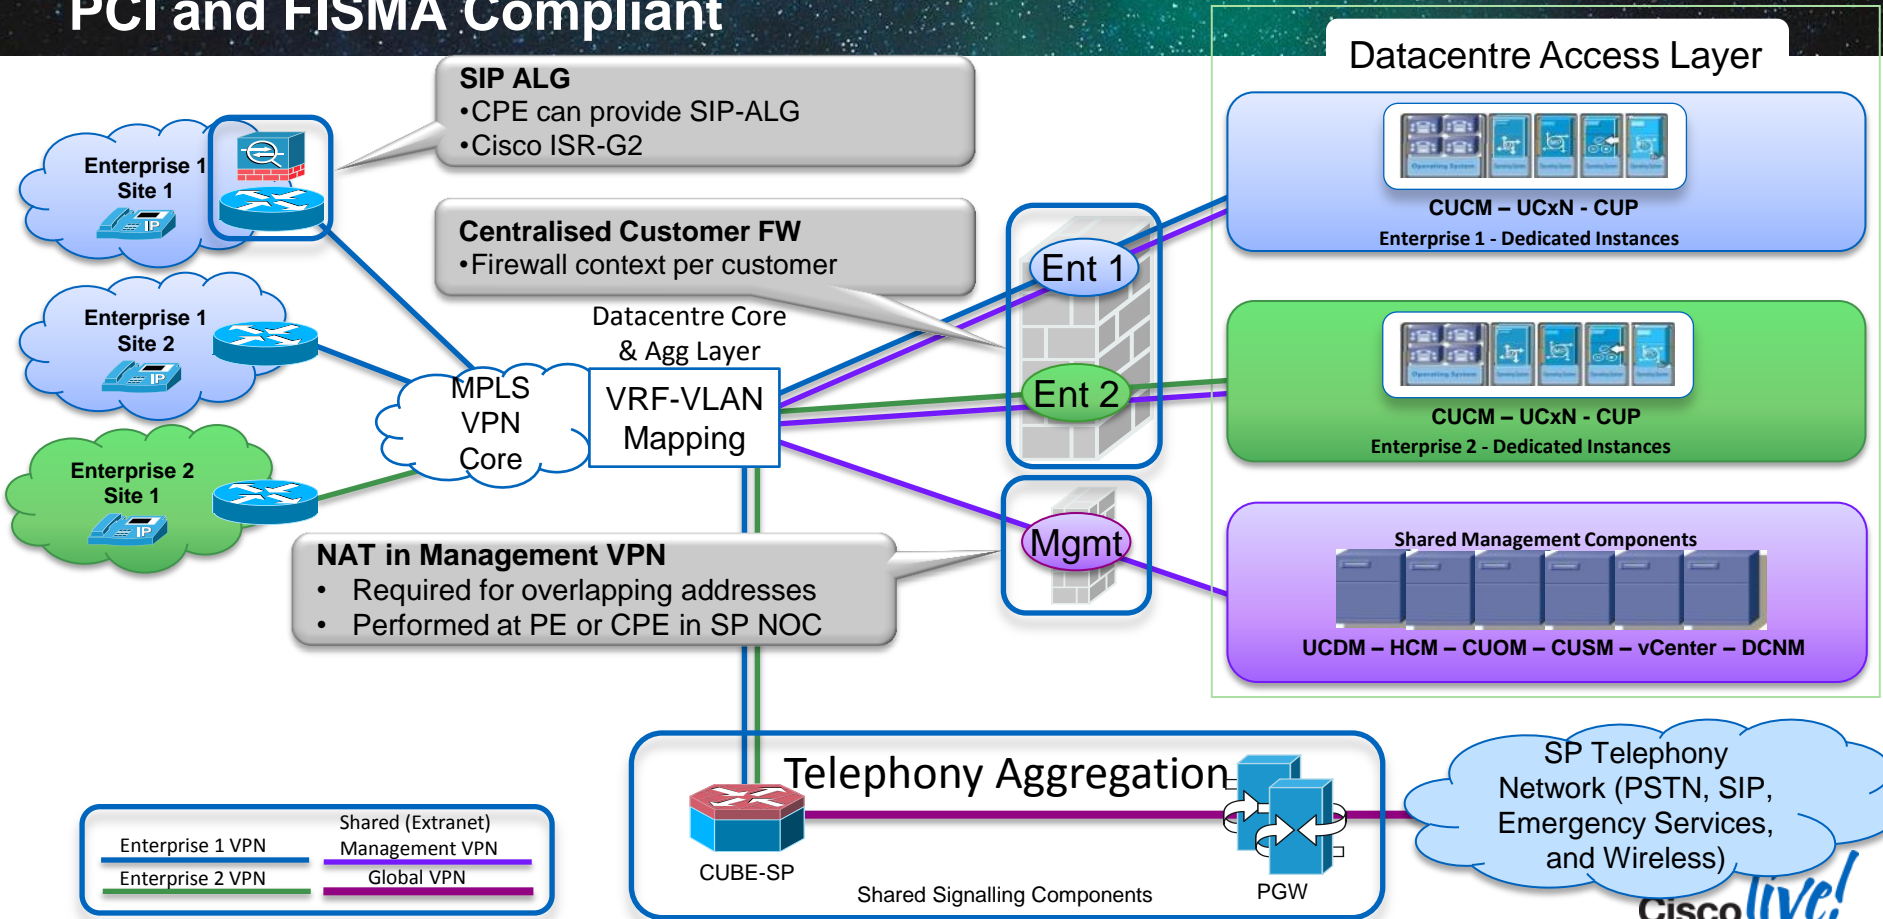 PCI and FISMA Compliant
Datacentre Access Layer
SIP ALG
•CPE can provide SIP-ALG
•Cisco ISR-G2
Enterprise 1
Site 1
IP
Centralised Customer FW
•Firewall context per customer
CUCM – UCxN - CUP
Enterprise 1 - Dedicated Instances
Ent 1
Enterprise 1
Site 2
IP
Datacentre Core
& Agg Layer
MPLS
VPN
Core
VRF-VLAN
Mapping
Ent 2
CUCM – UCxN - CUP
Enterprise 2 - Dedicated Instances
Enterprise 2
Site 1
IP
NAT in Management VPN
• Required for overlapping addresses
• Performed at PE or CPE in SP NOC
Mgmt
Shared Management Components
UCDM – HCM – CUOM – CUSM – vCenter – DCNM
Telephony Aggregation
CUBE-SP
Shared Signalling Components
PGW
SP Telephony
Network (PSTN, SIP,
Emergency Services,
and Wireless)
Enterprise 1 VPN
Enterprise 2 VPN
Shared (Extranet)
Management VPN
Global VPN
Cisco live!